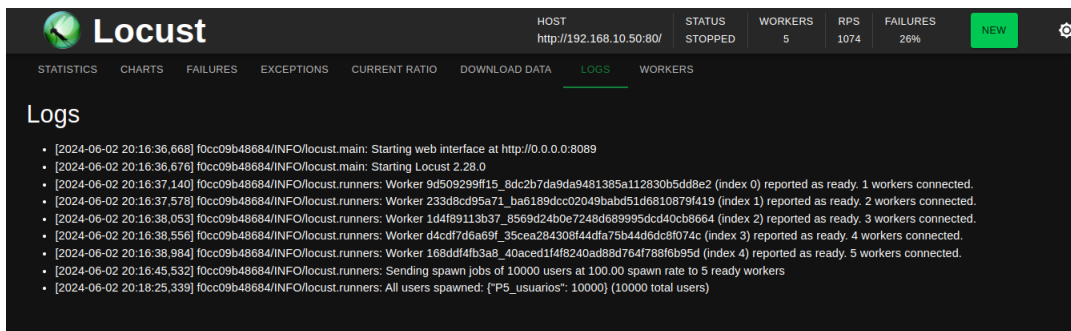 Locust
HOST
http://192.168.10.50:80/
STATUS
STOPPED
WORKERS
5
RPS
1074
FAILURES
26%
NEW
STATISTICS CHARTS FAILURES EXCEPTIONS CURRENT RATIO DOWNLOAD DATA LOGS WORKERS
Logs
[2024-06-02 20:16:36,668] f0cc09b48684/INFO/locust.main: Starting web interface at http://0.0.0.0:8089
[2024-06-02 20:16:36,676] f0cc09b48684/INFO/locust.main: Starting Locust 2.28.0
[2024-06-02 20:16:37,140] f0cc09b48684/INFO/locust.runners: Worker 9d509299ff15_8dc2b7da9da9481385a112830b5dd8e2 (index 0) reported as ready. 1 workers connected.
[2024-06-02 20:16:37,578] f0cc09b48684/INFO/locust.runners: Worker 233d8cd95a71_ba6189dcc02049babd51d6810879f419 (index 1) reported as ready. 2 workers connected.
[2024-06-02 20:16:38,053] f0cc09b48684/INFO/locust.runners: Worker 1d4f89113b37_8569d24b0e7248d689995dcd40cb8664 (index 2) reported as ready. 3 workers connected.
[2024-06-02 20:16:38,556] f0cc09b48684/INFO/locust.runners: Worker d4cdf7d6a69f_35cea284308f44dfa75b44d6dc8f074c (index 3) reported as ready. 4 workers connected.
[2024-06-02 20:16:38,984] f0cc09b48684/INFO/locust.runners: Worker 168ddf4fb3a8_40aced1f4f8240ad88d764f788f6b95d (index 4) reported as ready. 5 workers connected.
[2024-06-02 20:16:45,532] f0cc09b48684/INFO/locust.runners: Sending spawn jobs of 10000 users at 100.00 spawn rate to 5 ready workers
[2024-06-02 20:18:25,339] f0cc09b48684/INFO/locust.runners: All users spawned: {"P5_usuarios": 10000} (10000 total users)